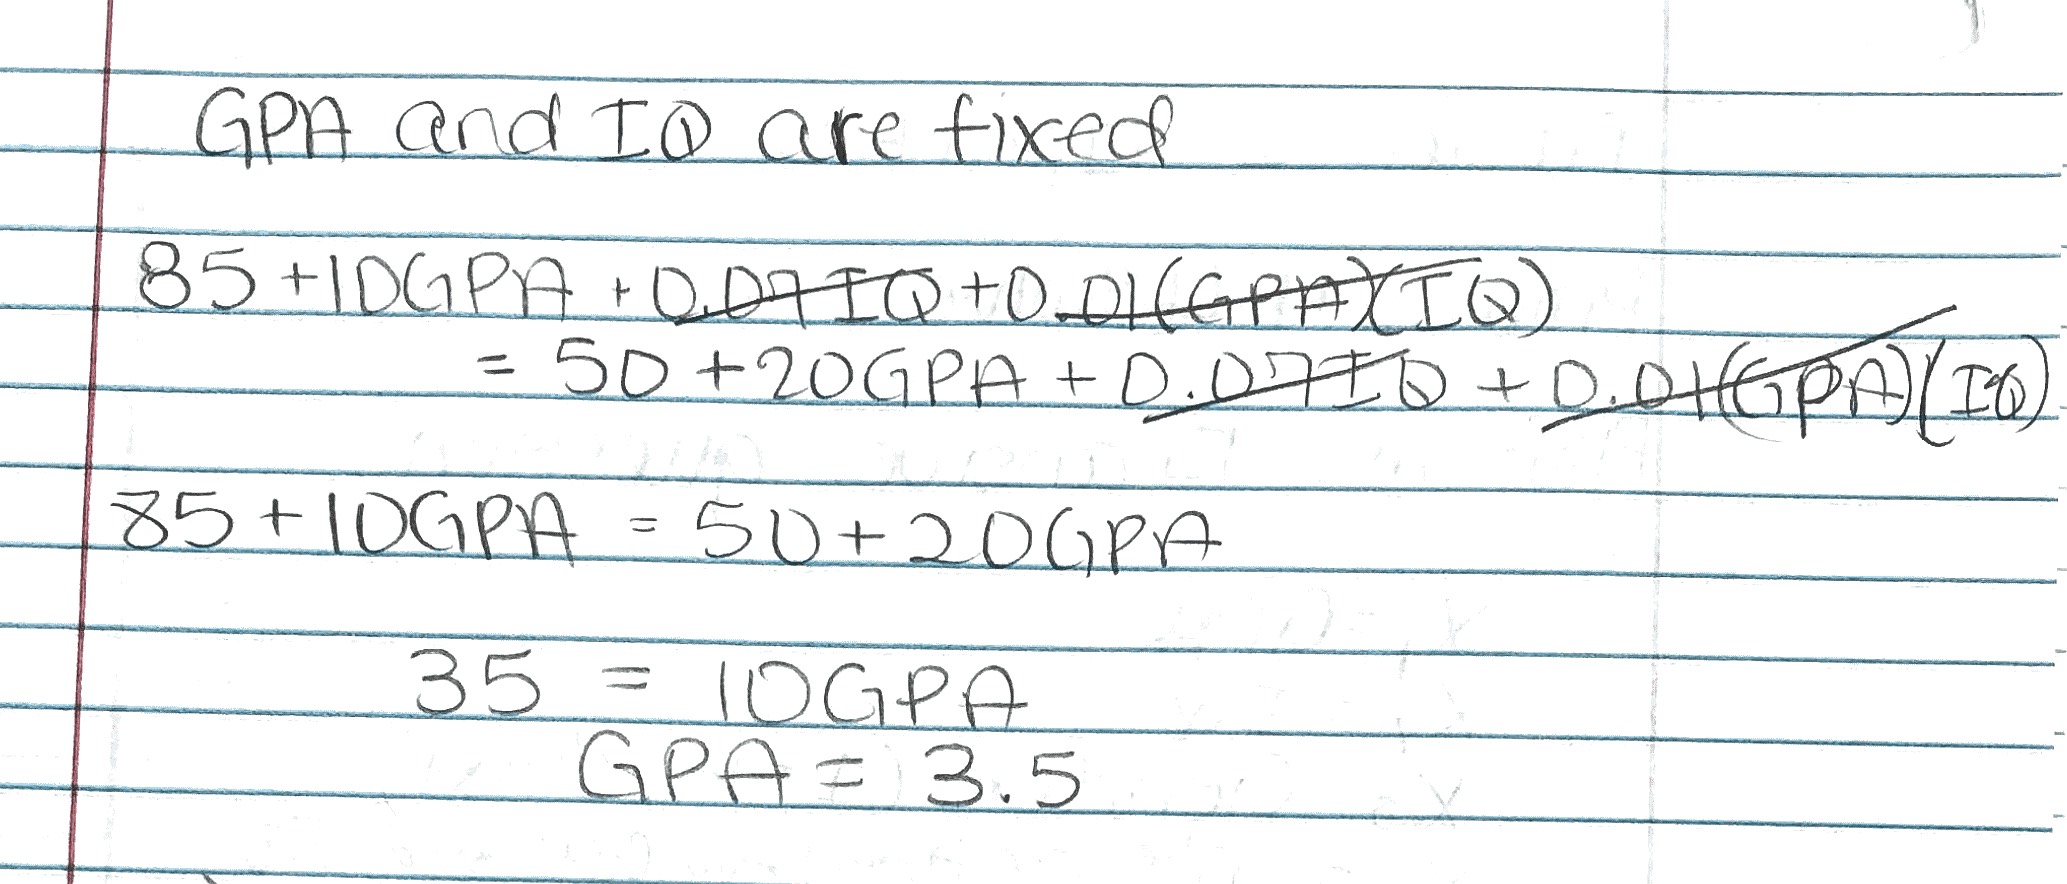 GPA and IQ are fixed
85 + 10GPA + 0.07IQ + 0.01(GPA)(IQ)
= 50 + 20GPA + 0.07IQ + 0.01(GPA)(IQ)
85 + 10GPA = 50 + 20GPA
35 = 10GPA
GPA = 3.5